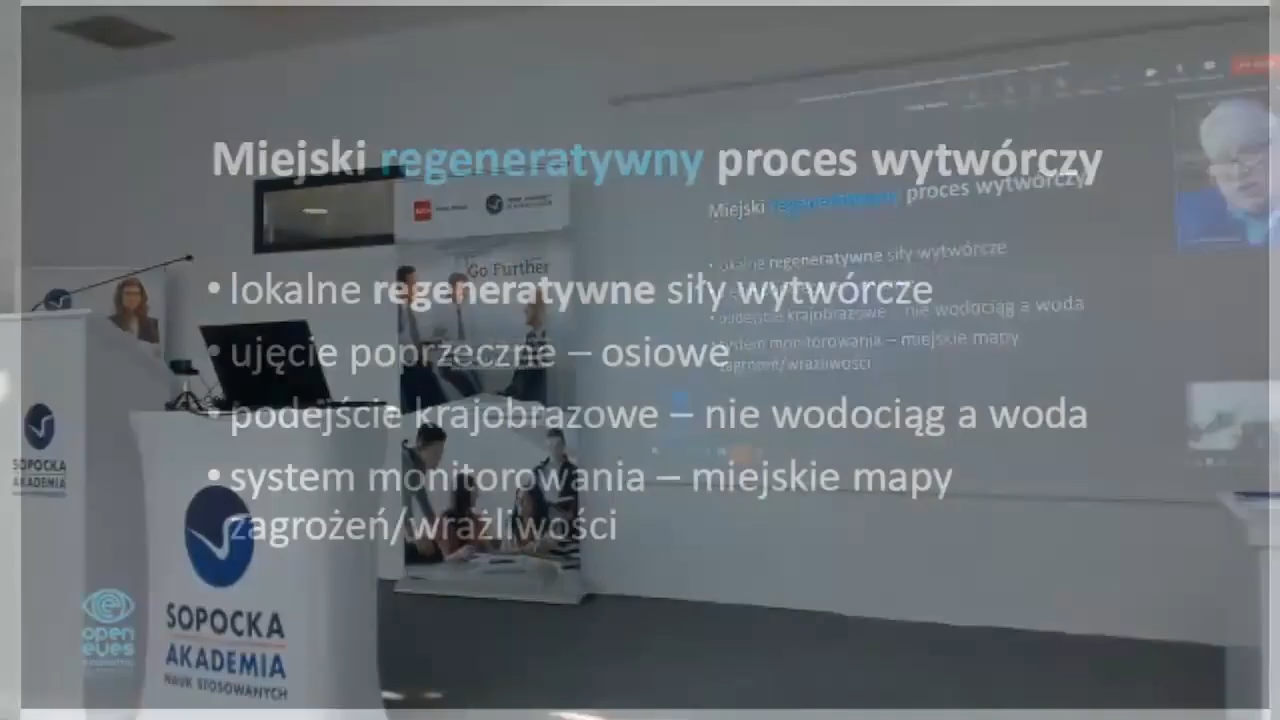 Miejski regeneratywny proces wytwórczy
• lokalne regeneratywne siły wytwórcze
• ujęcie poprzeczne – osiowe
• podejście krajobrazowe – nie wodociąg a woda
• system monitorowania – miejskie mapy
zagrożeń/wrażliwości
Miejski regeneratywny proces wytwórczy
• lokalne regeneratywne siły wytwórcze
• podejście krajobrazowe – nie wodociąg a woda
system monitorowania – miejskie mapy
zagrożeń/wrażliwości
Go Further
SOPOCKA
AKADEMIA
open
eyes
SOPOCKA
AKADEMIA
NAUK STOSOWANYCH